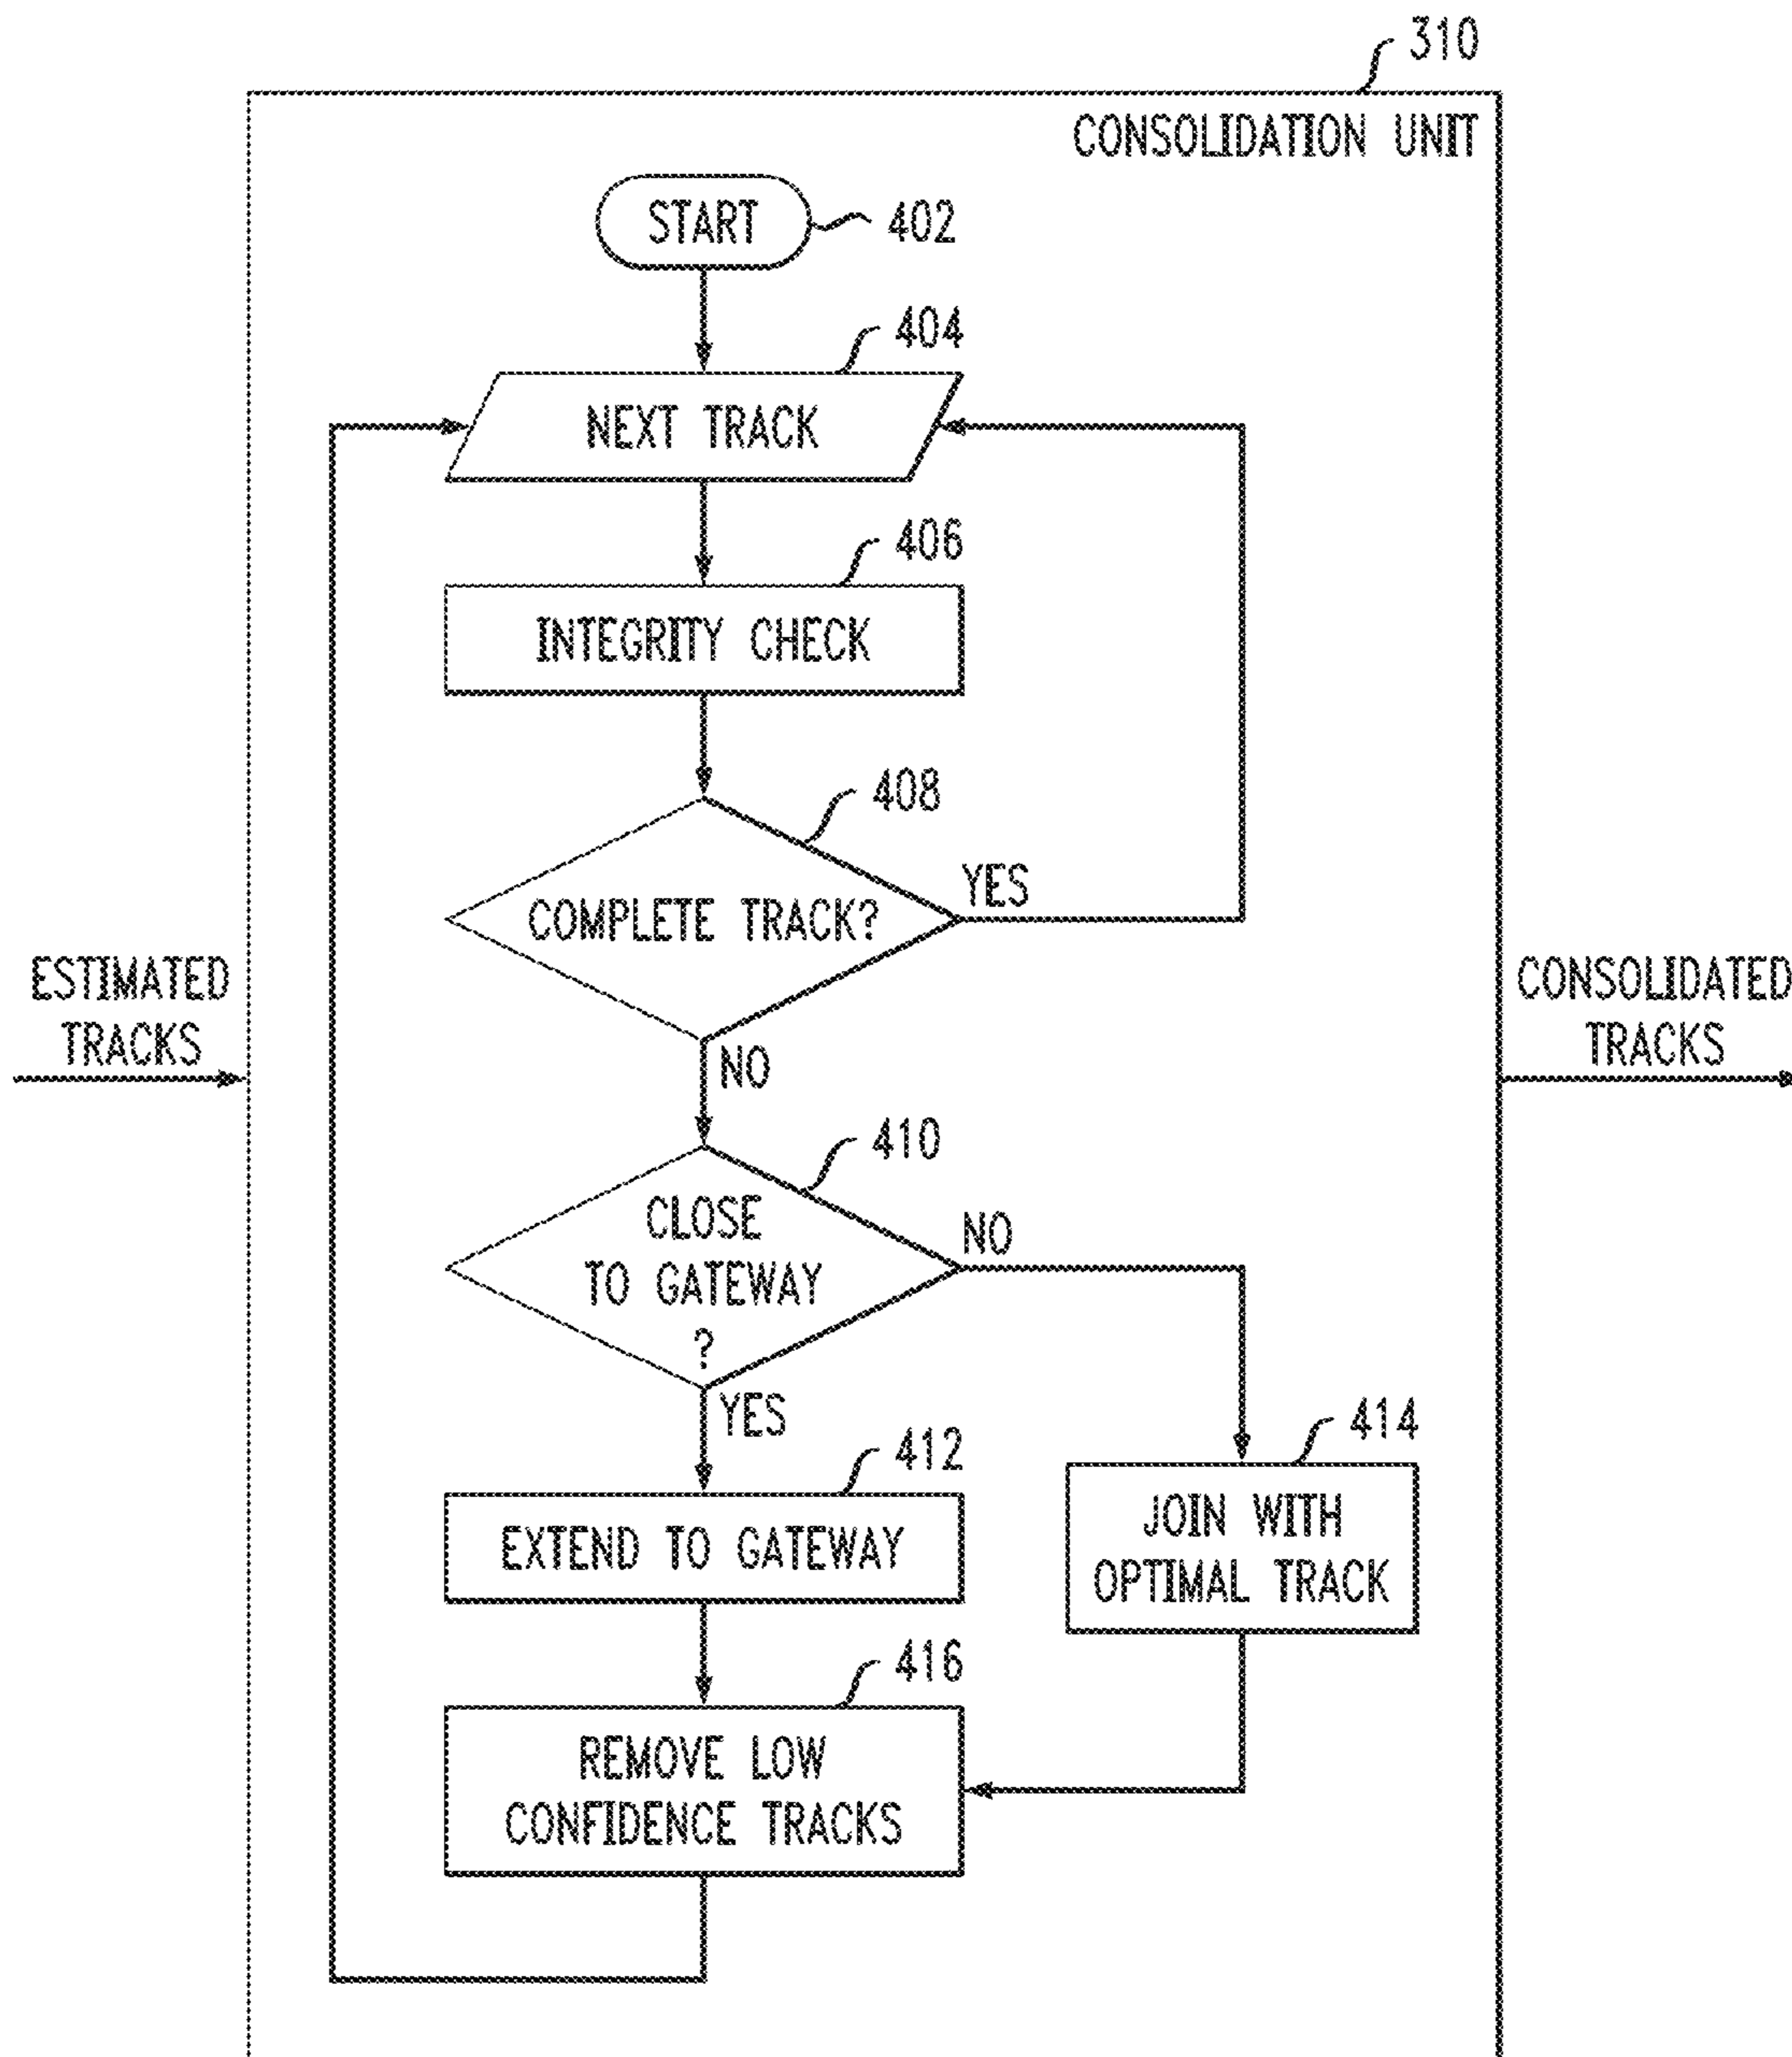 310
CONSOLIDATION UNIT
START
402
404
NEXT TRACK
406
INTEGRITY CHECK
408
COMPLETE TRACK?
YES
NO
ESTIMATED
TRACKS
CONSOLIDATED
TRACKS
410
CLOSE
TO GATEWAY
?
NO
YES
412
EXTEND TO GATEWAY
414
JOIN WITH
OPTIMAL TRACK
416
REMOVE LOW
CONFIDENCE TRACKS